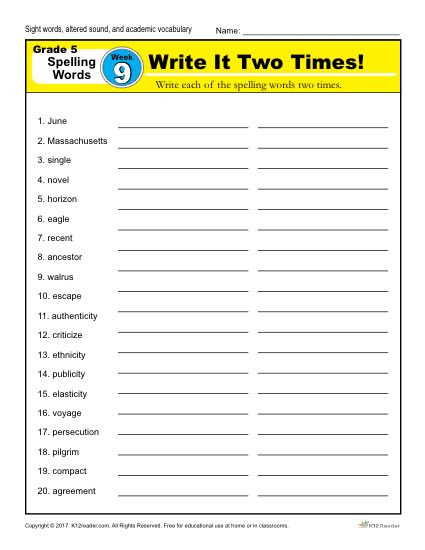 Sight words, altered sound, and academic vocabulary
Name:
Grade 5
Spelling
Words
Week
9
Write It Two Times!
Write each of the spelling words two times.
1. June
2. Massachusetts
3. single
4. novel
5. horizon
6. eagle
7. recent
8. ancestor
9. walrus
10. escape
11. authenticity
12. criticize
13. ethnicity
14. publicity
15. elasticity
16. voyage
17. persecution
18. pilgrim
19. compact
20. agreement
Copyright © 2017 K12reader.com. All Rights Reserved. Free for educational use at home or in classrooms.
K12Reader